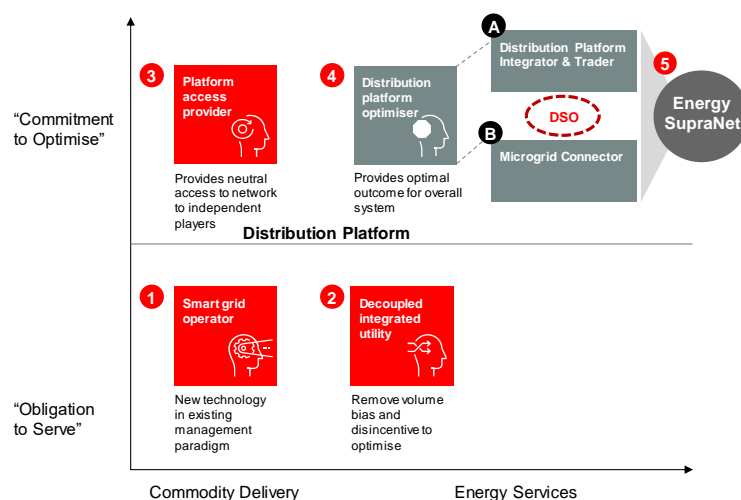 A
Distribution Platform
Integrator & Trader
5
3
Platform
access
provider
4
Distribution
platform
optimiser
Energy
SupraNet
"Commitment
to Optimise"
DSO
B
Microgrid Connector
Provides neutral
access to network
to independent
players
Provides optimal
outcome for overall
system
Distribution Platform
1
Smart grid
operator
2
Decoupled
integrated
utility
"Obligation
to Serve"
New technology
in existing
management
paradigm
Remove volume
bias and
disincentive to
optimise
Commodity Delivery
Energy Services